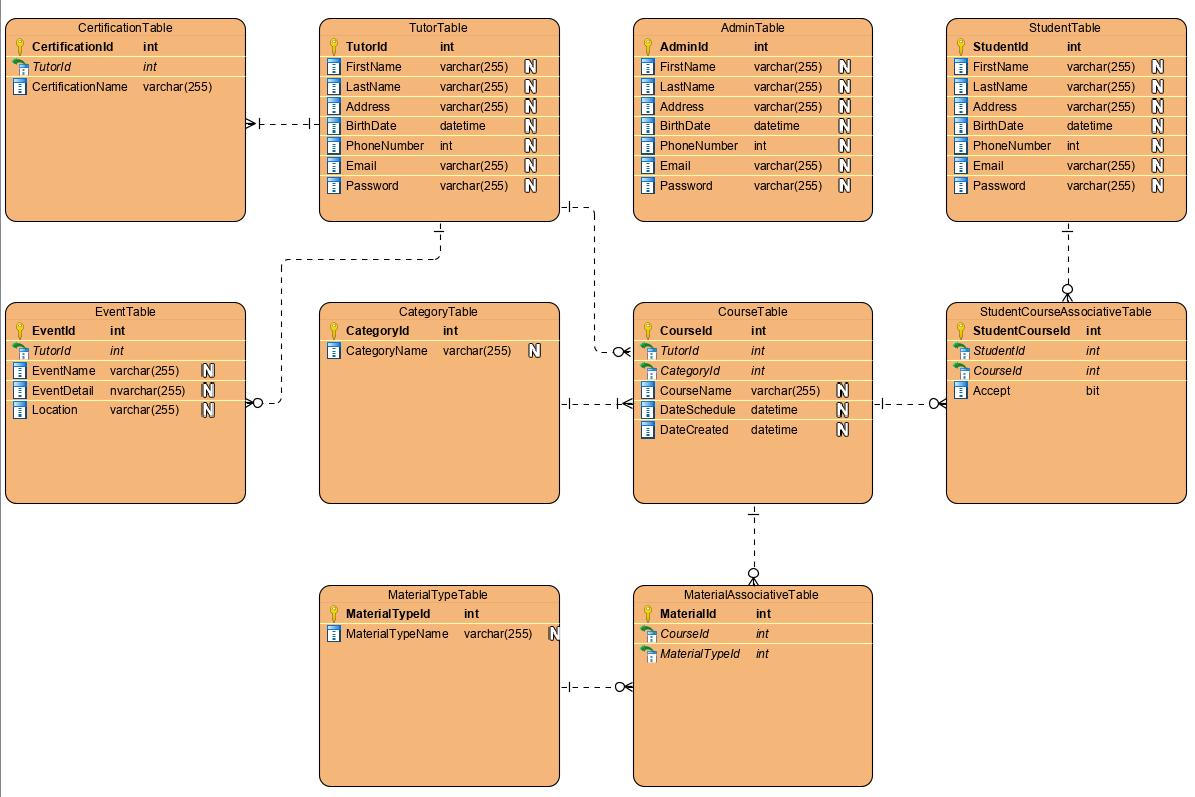 CertificationTable
CertificationId int
TutorId int
CertificationName varchar(255)
TutorTable
TutorId int
FirstName varchar(255) N
LastName varchar(255) N
Address varchar(255) N
BirthDate datetime N
PhoneNumber int N
Email varchar(255) N
Password varchar(255) N
AdminTable
AdminId int
FirstName varchar(255) N
LastName varchar(255) N
Address varchar(255) N
BirthDate datetime N
PhoneNumber int N
Email varchar(255) N
Password varchar(255) N
StudentTable
StudentId int
FirstName varchar(255) N
LastName varchar(255) N
Address varchar(255) N
BirthDate datetime N
PhoneNumber int N
Email varchar(255) N
Password varchar(255) N
EventTable
EventId int
TutorId int
EventName varchar(255) N
EventDetail nvarchar(255) N
Location varchar(255) N
CategoryTable
CategoryId int
CategoryName varchar(255) N
CourseTable
CourseId int
TutorId int
CategoryId int
CourseName varchar(255) N
DateSchedule datetime N
DateCreated datetime N
StudentCourseAssociativeTable
StudentCourseId int
StudentId int
CourseId int
Accept bit
MaterialTypeTable
MaterialTypeId int
MaterialTypeName varchar(255) N
MaterialAssociativeTable
MaterialId int
CourseId int
MaterialTypeId int